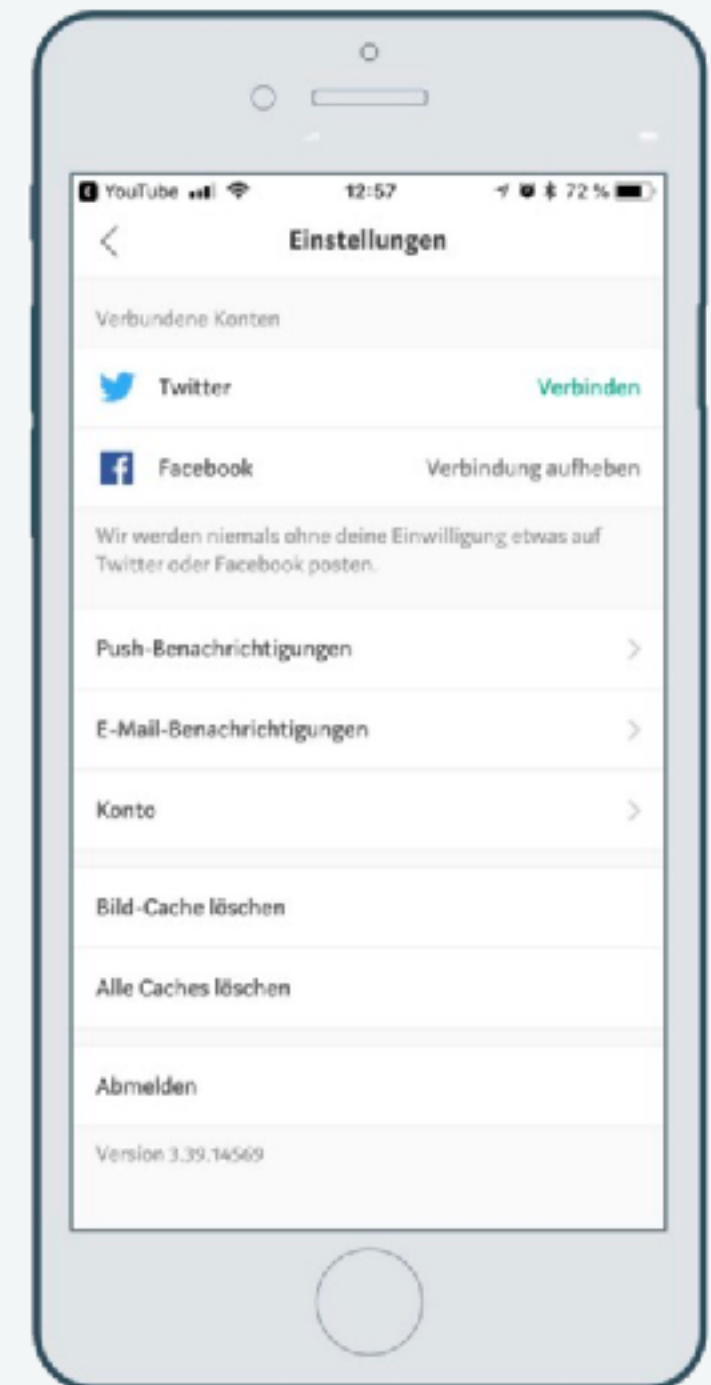 YouTube 12:57 72 %
Einstellungen
Verbundene Konten
Twitter Verbinden
Facebook Verbindung aufheben
Wir werden niemals ohne deine Einwilligung etwas auf
Twitter oder Facebook posten.
Push-Benachrichtigungen
E-Mail-Benachrichtigungen
Konto
Bild-Cache löschen
Alle Caches löschen
Abmelden
Version 3.39.14569